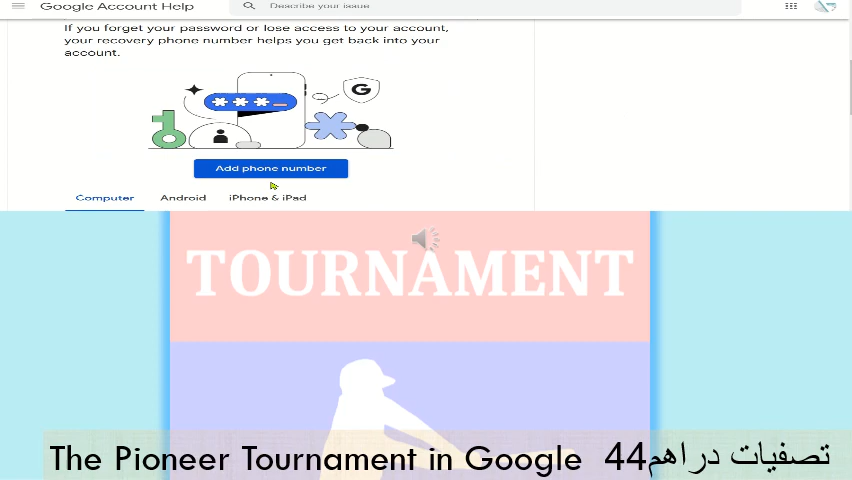 Google Account Help
Describe your issue
If you forget your password or lose access to your account,
your recovery phone number helps you get back into your
account.
G
Add phone number
Computer Android iPhone & iPad
TOURNAMENT
The Pioneer Tournament in Google تصفيات دراهم44